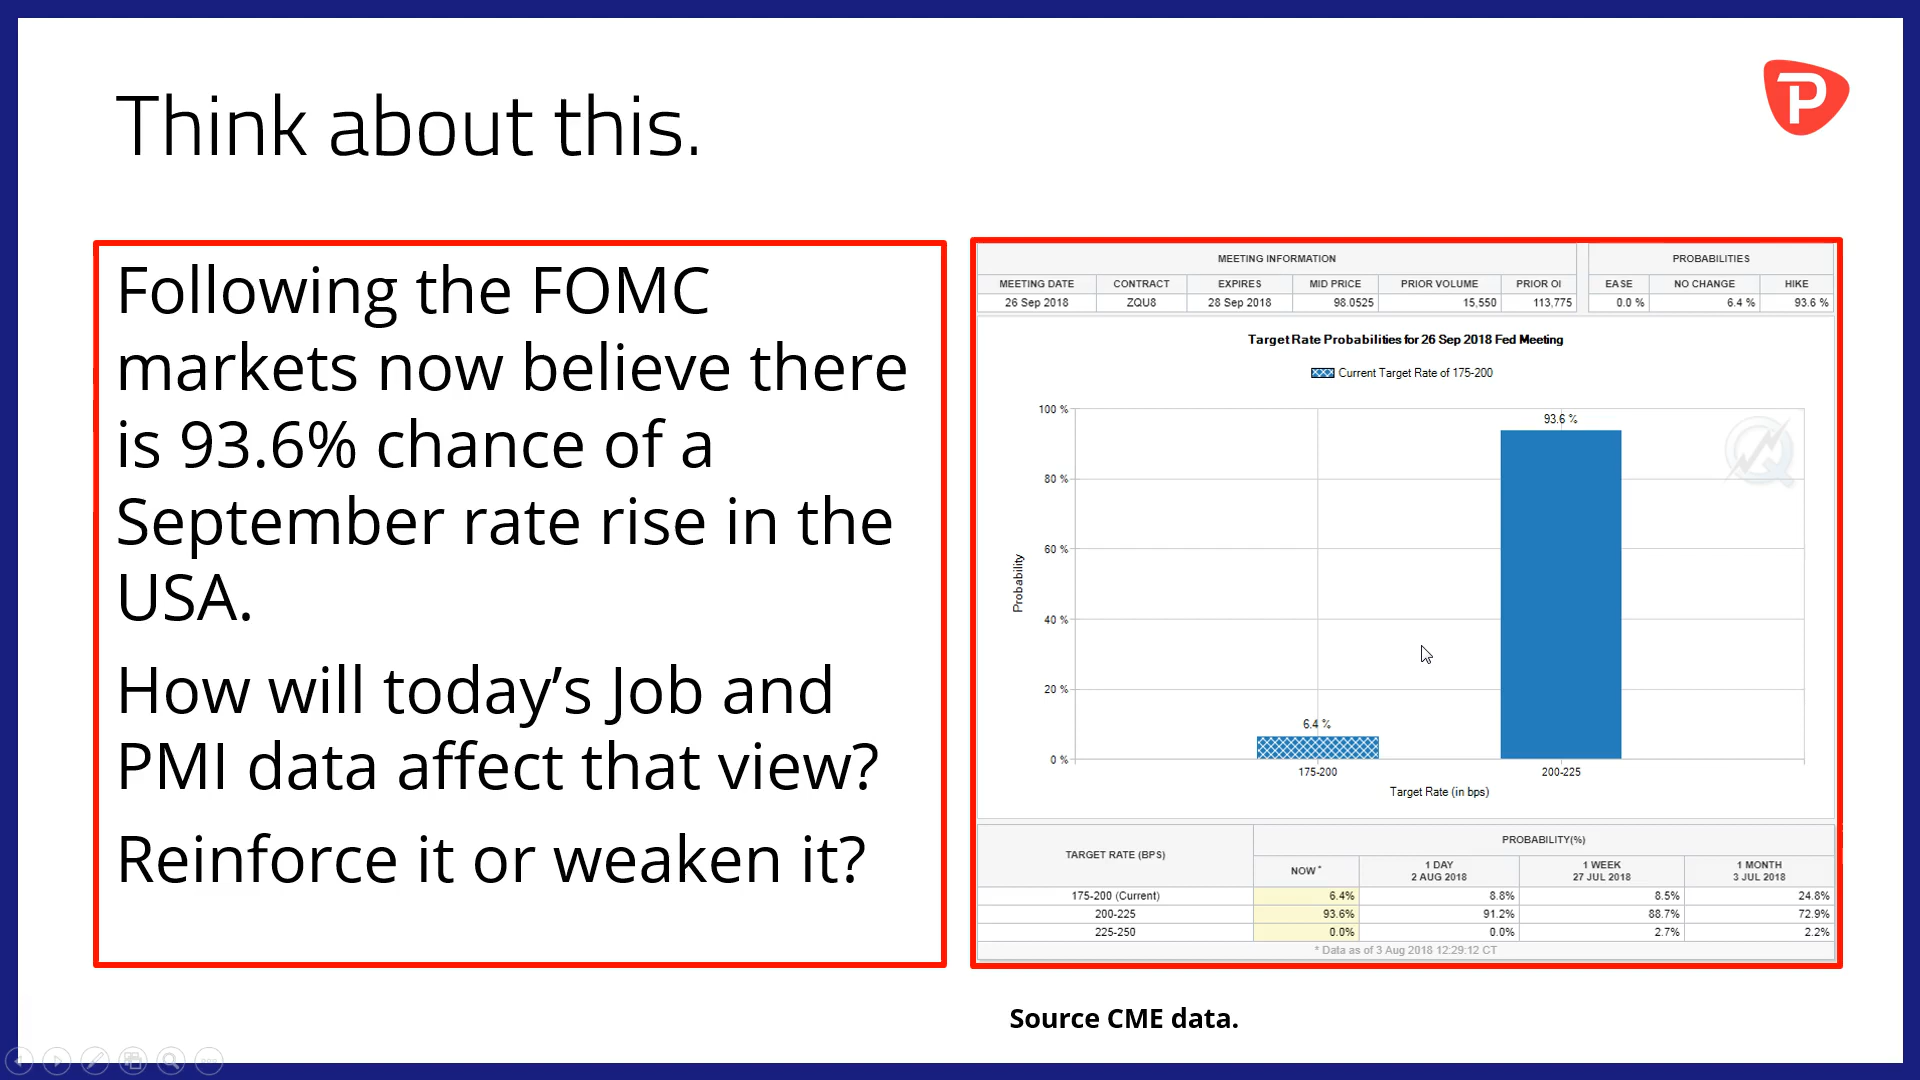 Think about this.
P
Following the FOMC
markets now believe there
is 93.6% chance of a
September rate rise in the
USA.
How will today’s Job and
PMI data affect that view?
Reinforce it or weaken it?
MEETING INFORMATION
MEETING DATE CONTRACT EXPIRES MID PRICE PRIOR VOLUME PRIOR OI
26 Sep 2018 ZQU8 28 Sep 2018 98.0525 15,550 113,775
PROBABILITIES
EASE NO CHANGE HIKE
0.0 % 6.4 % 93.6 %
Target Rate Probabilities for 26 Sep 2018 Fed Meeting
Current Target Rate of 175-200
100 %
80 %
60 %
40 %
20 %
0 %
Probability
6.4 %
93.6 %
175-200 200-225
Target Rate (in bps)
TARGET RATE (BPS) PROBABILITY(%)
NOW * 1 DAY 1 WEEK 1 MONTH
2 AUG 2018 27 JUL 2018 3 JUL 2018
175-200 (Current) 6.4% 8.8% 8.5% 24.8%
200-225 93.6% 91.2% 88.7% 72.9%
225-250 0.0% 0.0% 2.7% 2.2%
* Data as of 3 Aug 2018 12:29:12 CT
Source CME data.